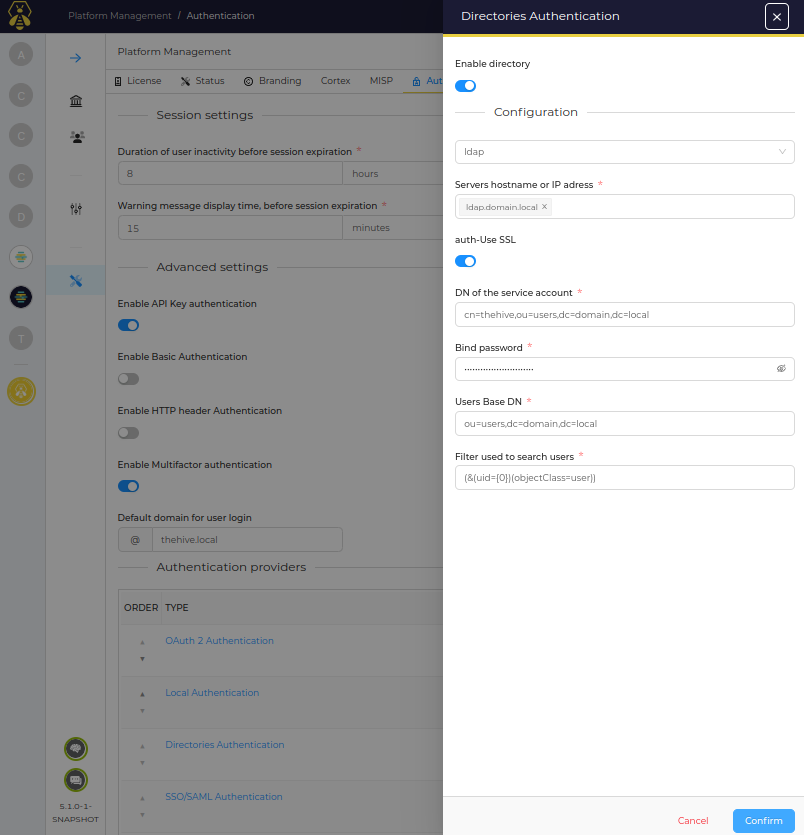 Platform Management / Authentication
Directories Authentication
A
C
C
C
D
T
5.1.0-1-
SNAPSHOT
Platform Management
License
Status
Branding
Cortex
MISP
Aut
Session settings
Duration of user inactivity before session expiration *
8 hours
Warning message display time, before session expiration *
15 minutes
Advanced settings
Enable API Key authentication
Enable Basic Authentication
Enable HTTP header Authentication
Enable Multifactor authentication
Default domain for user login
@ thehive.local
Authentication providers
ORDER TYPE
OAuth 2 Authentication
Local Authentication
Directories Authentication
SSO/SAML Authentication
Enable directory
Configuration
ldap
Servers hostname or IP adress *
ldap.domain.local ×
auth-Use SSL
DN of the service account *
cn=thehive,ou=users,dc=domain,dc=local
Bind password *
Users Base DN *
ou=users,dc=domain,dc=local
Filter used to search users *
(&(uid={0})(objectClass=user))
Cancel
Confirm